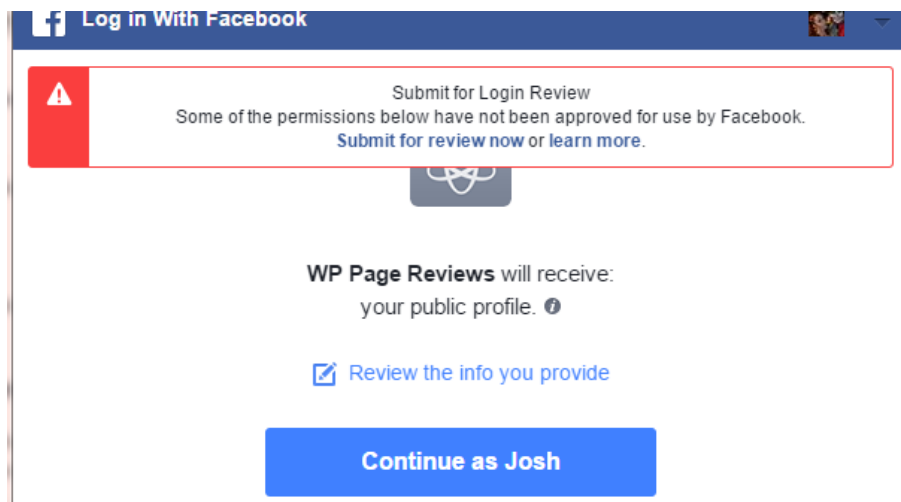 Log in With Facebook
Submit for Login Review
Some of the permissions below have not been approved for use by Facebook.
Submit for review now or learn more.
WP Page Reviews will receive:
your public profile.
Review the info you provide
Continue as Josh